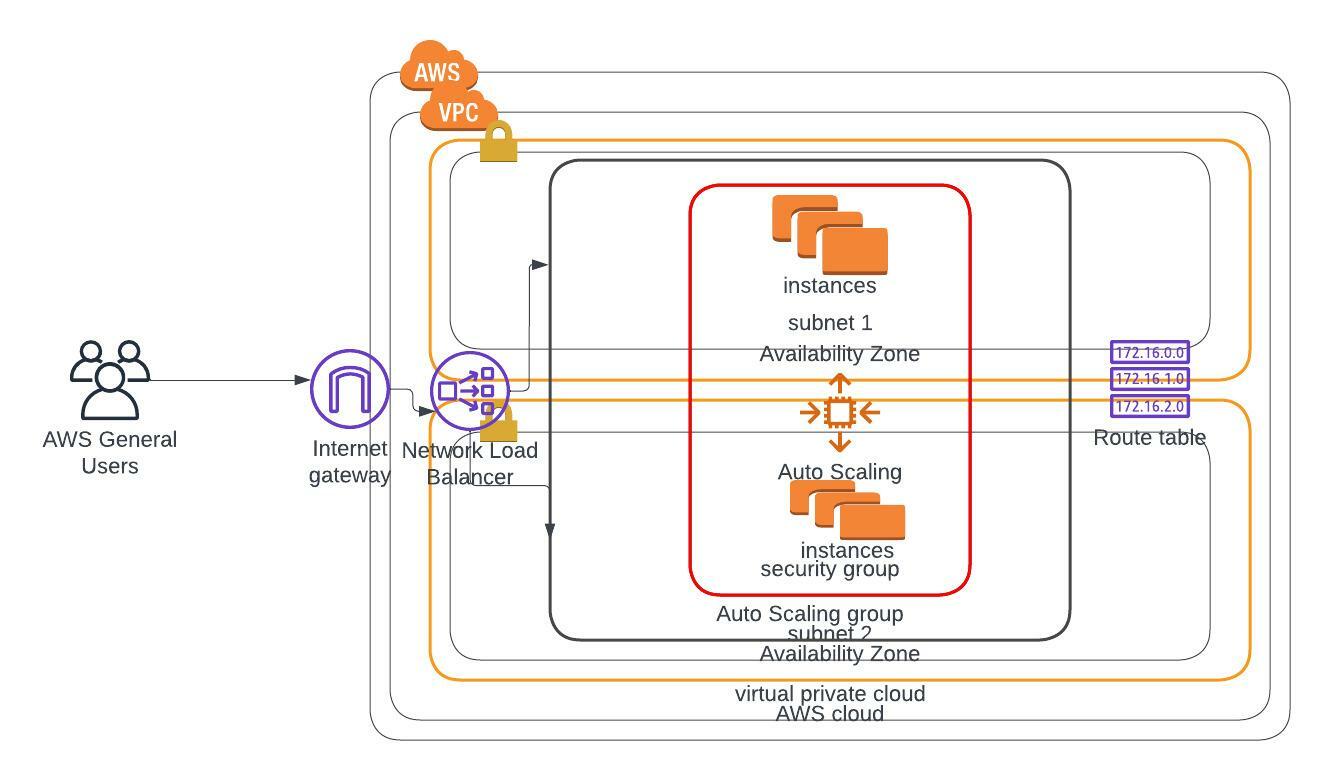 AWS
VPC
instances
subnet 1
Availability Zone
172.16.0.0
172.16.1.0
172.16.2.0
Route table
AWS General
Users
Internet
gateway
Network Load
Balancer
Auto Scaling
instances
security group
Auto Scaling group
subnet 2
Availability Zone
virtual private cloud
AWS cloud